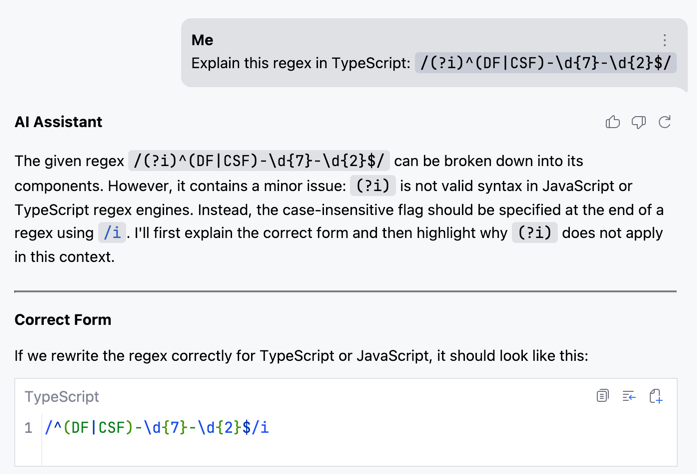 Me
Explain this regex in TypeScript: /(?i)^(DF|CSF)-\d{7}-\d{2}$/
AI Assistant
The given regex /(?i)^(DF|CSF)-\d{7}-\d{2}$/ can be broken down into its
components. However, it contains a minor issue: (?i) is not valid syntax in JavaScript or
TypeScript regex engines. Instead, the case-insensitive flag should be specified at the end of a
regex using /i. I'll first explain the correct form and then highlight why (?i) does not apply
in this context.
Correct Form
If we rewrite the regex correctly for TypeScript or JavaScript, it should look like this:
TypeScript
1 /^(DF|CSF)-\d{7}-\d{2}$/i